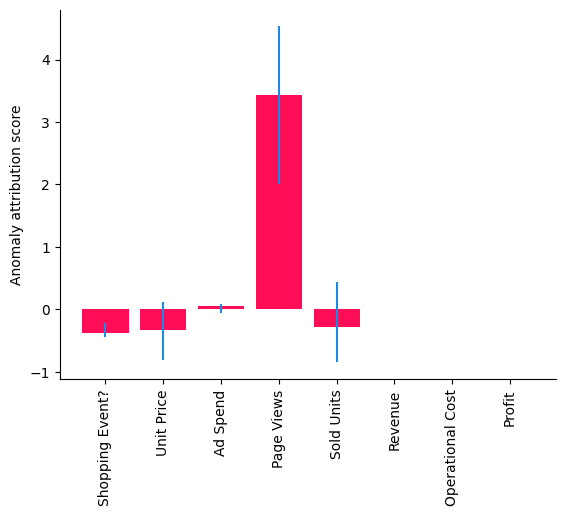 Anomaly attribution score
4
3
2
1
0
−1
Shopping Event?
Unit Price
Ad Spend
Page Views
Sold Units
Revenue
Operational Cost
Profit